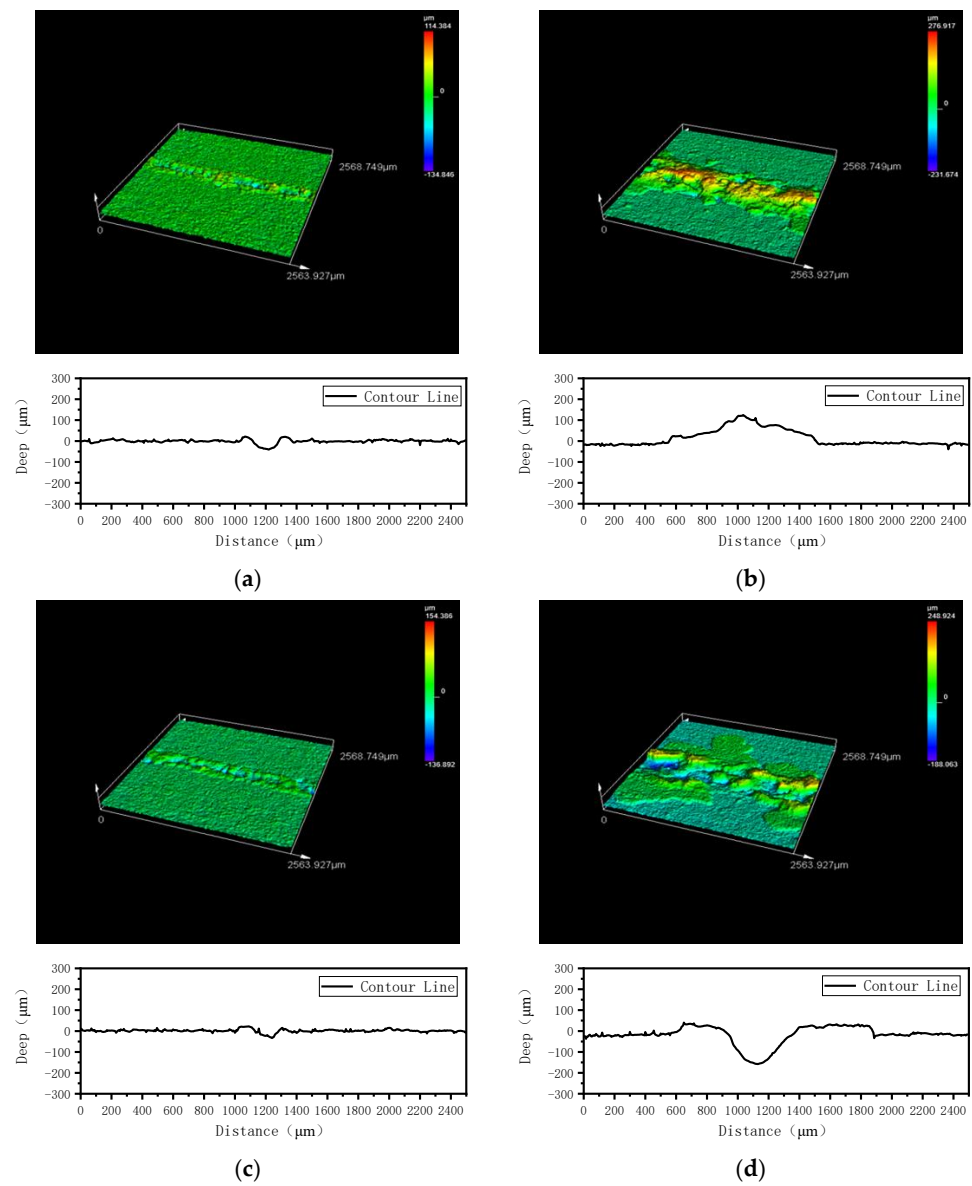 μm
114.384
0
-134.846
2568.749μm
0
2563.927μm
μm
276.917
0
-231.674
2568.749μm
0
2563.927μm
300
200
100
0
-100
-200
-300
Deep (μm)
Contour Line
0 200 400 600 800 1000 1200 1400 1600 1800 2000 2200 2400
Distance (μm)
(a)
300
200
100
0
-100
-200
-300
Deep (μm)
Contour Line
0 200 400 600 800 1000 1200 1400 1600 1800 2000 2200 2400
Distance (μm)
(b)
μm
154.386
0
-136.892
2568.749μm
0
2563.927μm
μm
248.924
0
-188.063
2568.749μm
0
2563.927μm
300
200
100
0
-100
-200
-300
Deep (μm)
Contour Line
0 200 400 600 800 1000 1200 1400 1600 1800 2000 2200 2400
Distance (μm)
(c)
300
200
100
0
-100
-200
-300
Deep (μm)
Contour Line
0 200 400 600 800 1000 1200 1400 1600 1800 2000 2200 2400
Distance (μm)
(d)